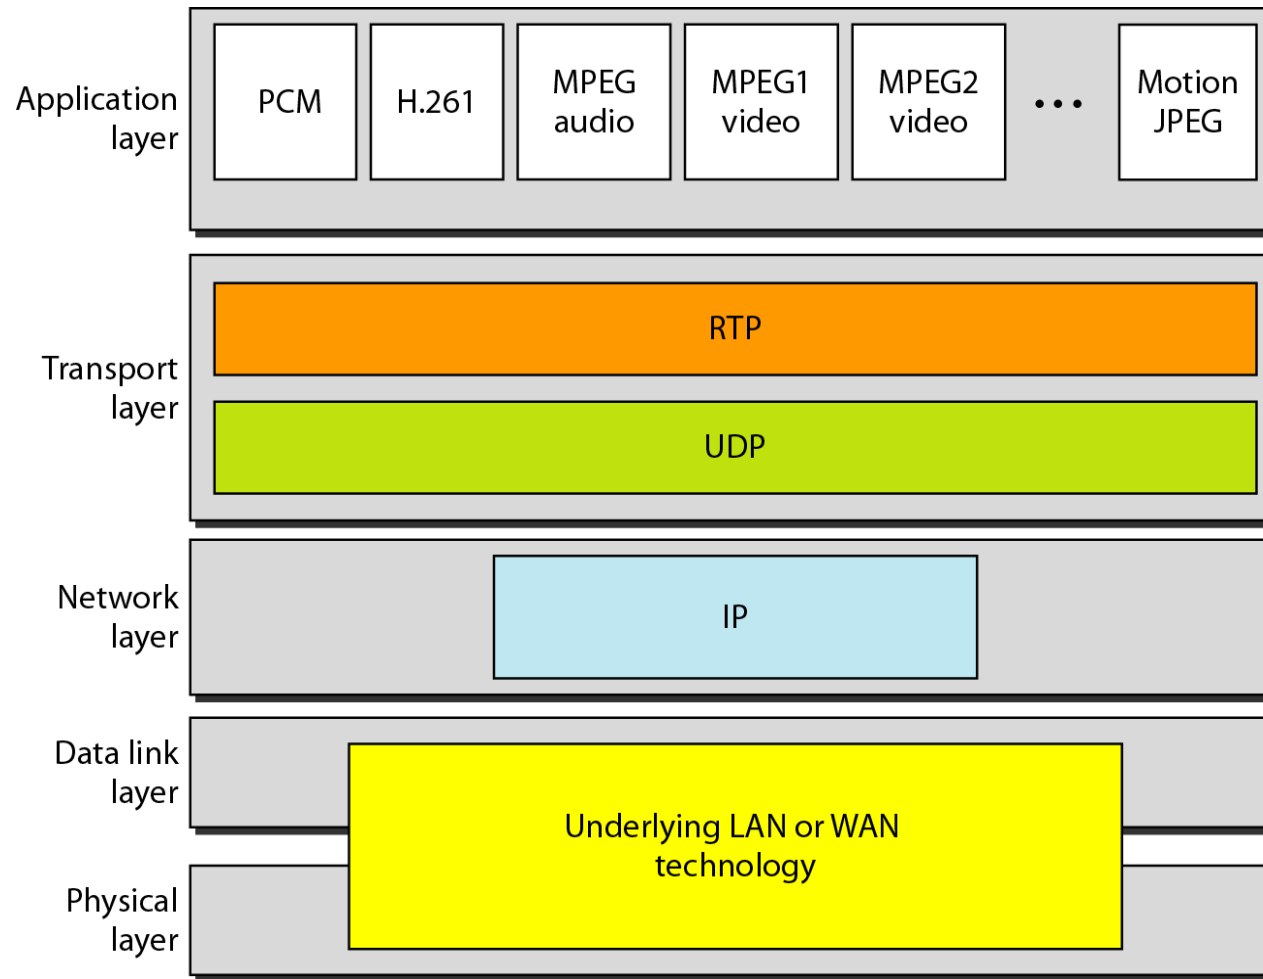 Application
layer
PCM
H.261
MPEG
audio
MPEG1
video
MPEG2
video
• • •
Motion
JPEG
Transport
layer
RTP
UDP
Network
layer
IP
Data link
layer
Underlying LAN or WAN
technology
Physical
layer